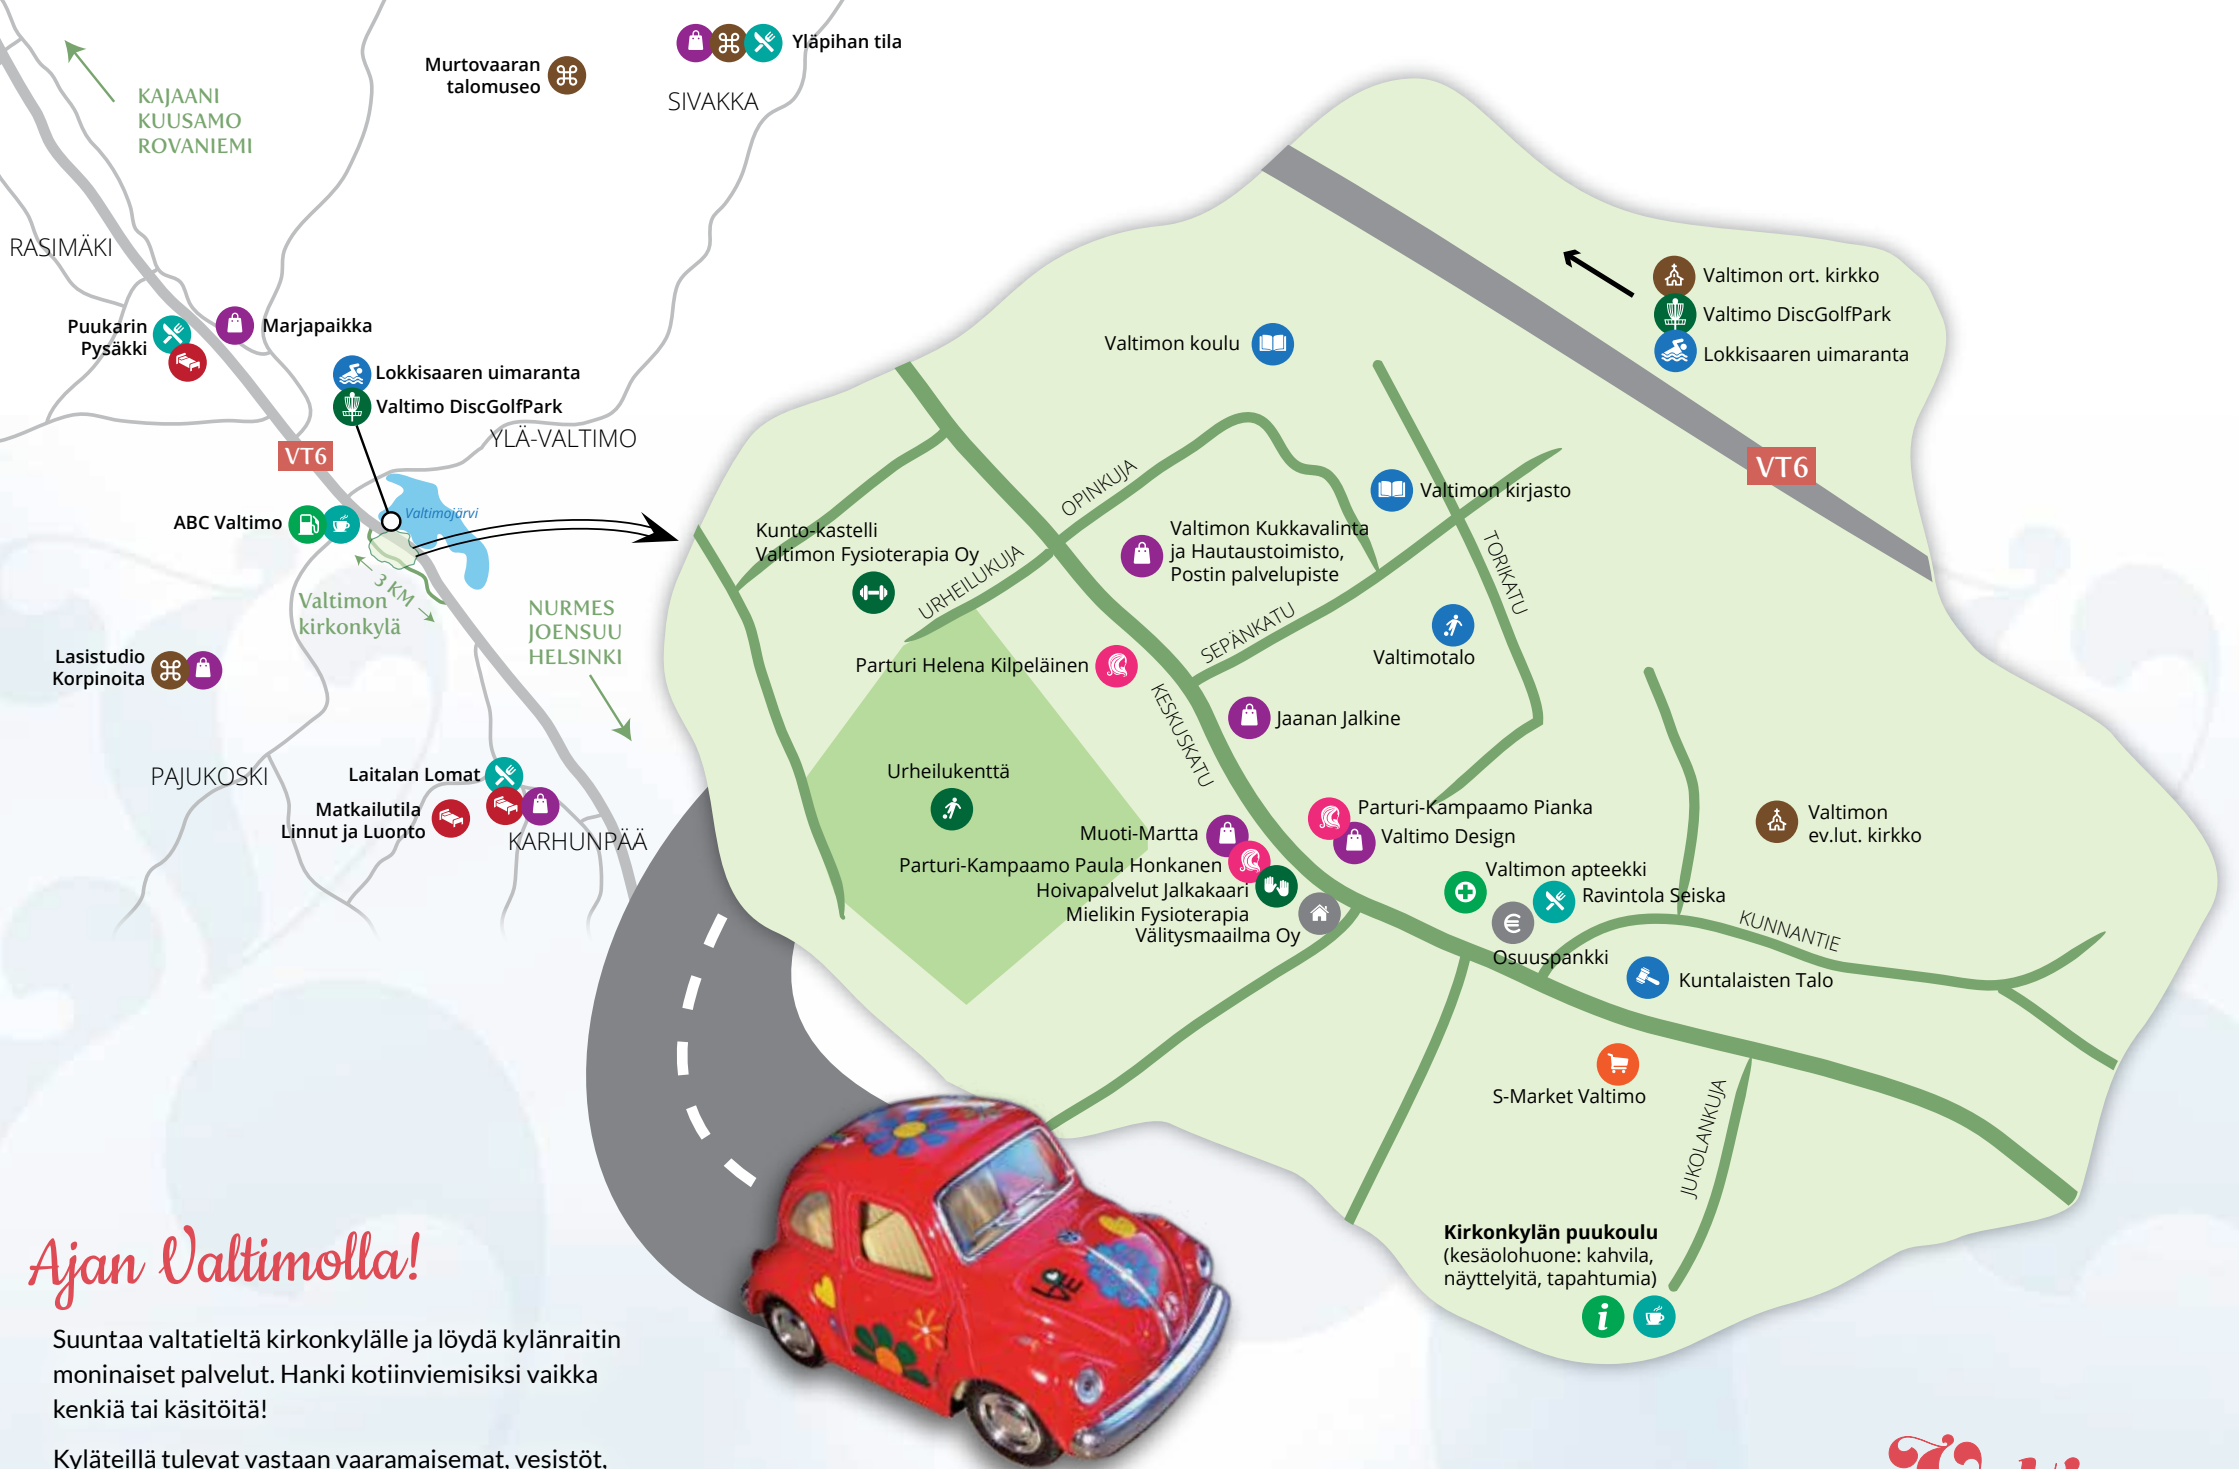 KAJAANI
KUUSAMO
ROVANIEMI
Murtovaaran
talomuseo
Yläpihan tila
SIVAKKA
RASIMÄKI
Puukarin
Pysäkki
Marjapaikka
Lokkisaaren uimaranta
Valtimo DiscGolfPark
YLÄ-VALTIMO
VT6
ABC Valtimo
Valtimojärvi
3 KM
Valtimon
kirkonkylä
NURMES
JOENSUU
HELSINKI
Lasistudio
Korpinoita
PAJUKOSKI
Laitalan Lomat
Matkailutila
Linnut ja Luonto
KARHUNPÄÄ
Valtimon ort. kirkko
Valtimo DiscGolfPark
Lokkisaaren uimaranta
VT6
Valtimon koulu
OPINKUJA
Valtimon kirjasto
Kunto-kastelli
Valtimon Fysioterapia Oy
URHEILUKUJA
Valtimon Kukkavalinta
ja Hautaustoimisto,
Postin palvelupiste
TORIKATU
SEPÄNKATU
Valtimotalo
Parturi Helena Kilpeläinen
KESKUSKATU
Jaanan Jalkine
Urheilukenttä
Parturi-Kampaamo Pianka
Valtimo Design
Muoti-Martta
Parturi-Kampaamo Paula Honkanen
Hoivapalvelut Jalkakaari
Mielikin Fysioterapia
Välitysmaailma Oy
Valtimon
ev.lut. kirkko
Valtimon apteekki
Ravintola Seiska
€
Osuuspankki
KUNNANTIE
Kuntalaisten Talo
S-Market Valtimo
JUKOLANKUJA
Kirkonkylän puukoulu
(kesäolohuone: kahvila,
näyttelyitä, tapahtumia)
i
Ajan Valtimolla!
Suuntaa valtatieltä kirkonkylälle ja löydä kylänraitin
moninaiset palvelut. Hanki kotiinviemisiksi vaikka
kenkiä tai käsitöitä!
Kyläteillä tulevat vastaan vaaramaisemat, vesistöt,